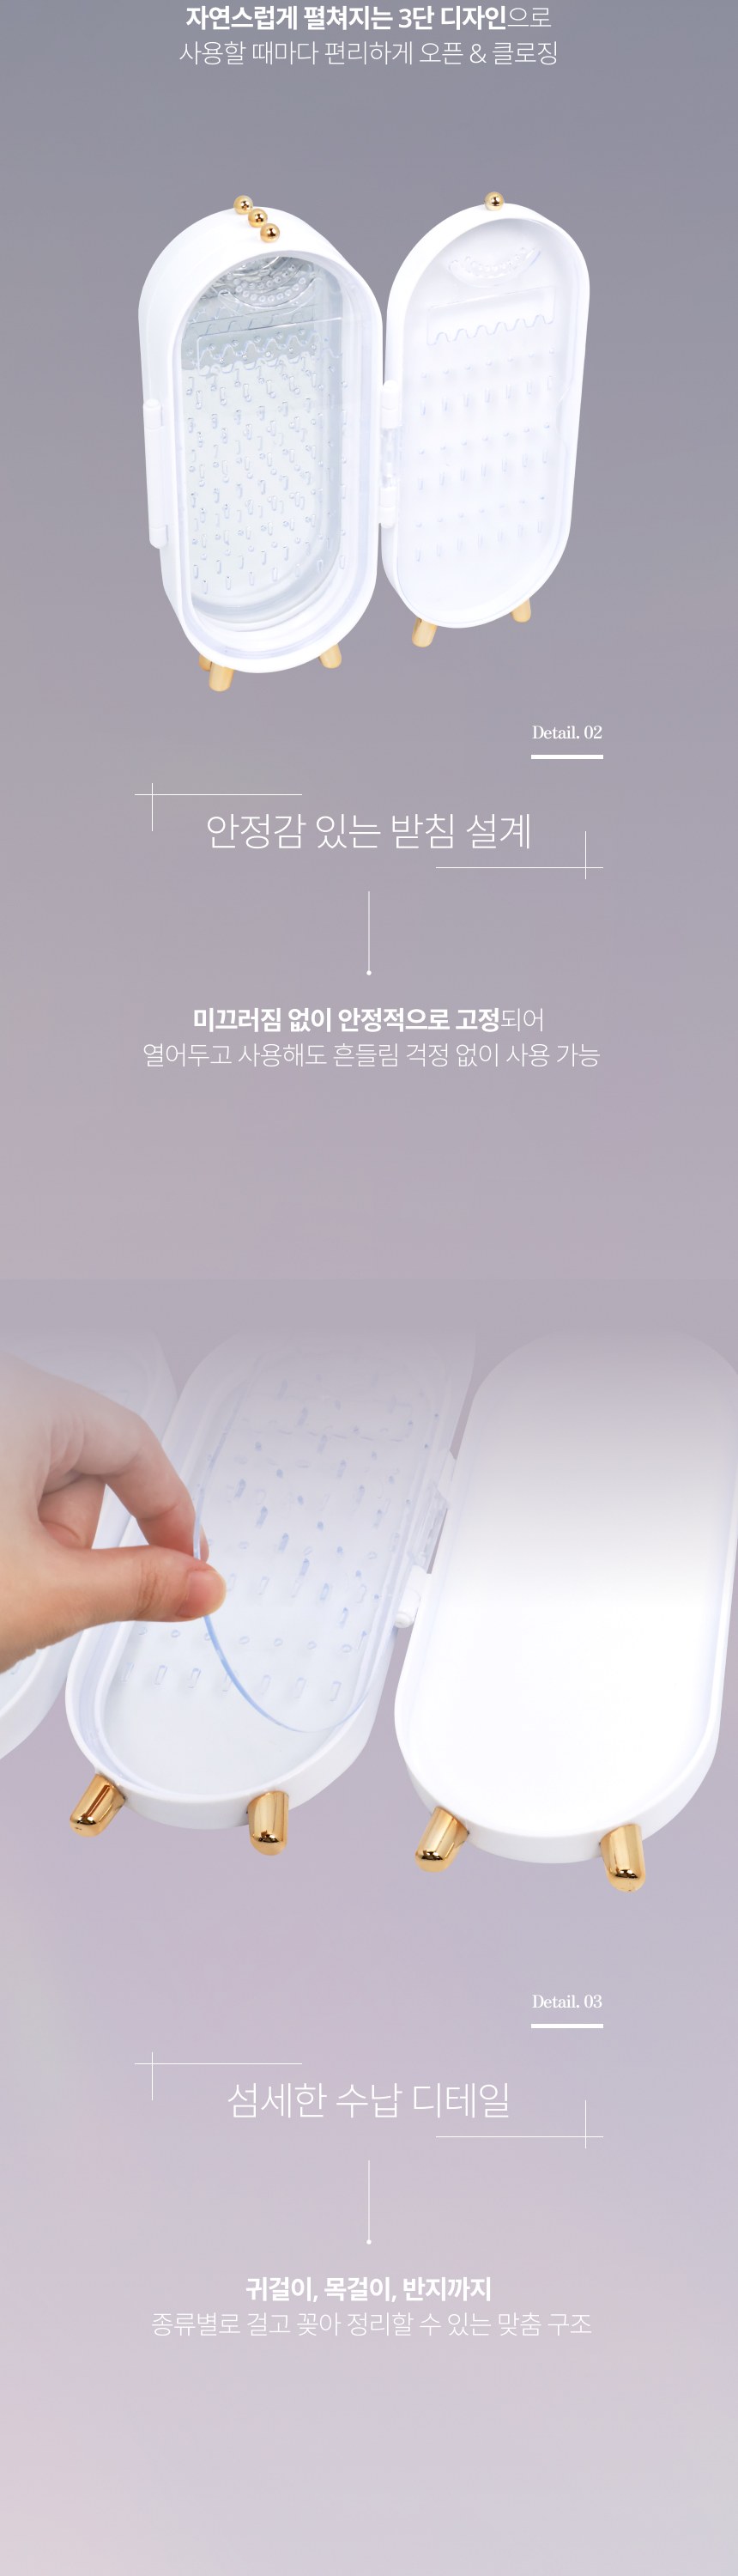 자연스럽게 펼쳐지는 3단 디자인으로
사용할 때마다 편리하게 오픈 & 클로징
Detail. 02
안정감 있는 받침 설계
미끄러짐 없이 안정적으로 고정되어
열어두고 사용해도 흔들림 걱정 없이 사용 가능
Detail. 03
섬세한 수납 디테일
귀걸이, 목걸이, 반지까지
종류별로 걸고 꽂아 정리할 수 있는 맞춤 구조